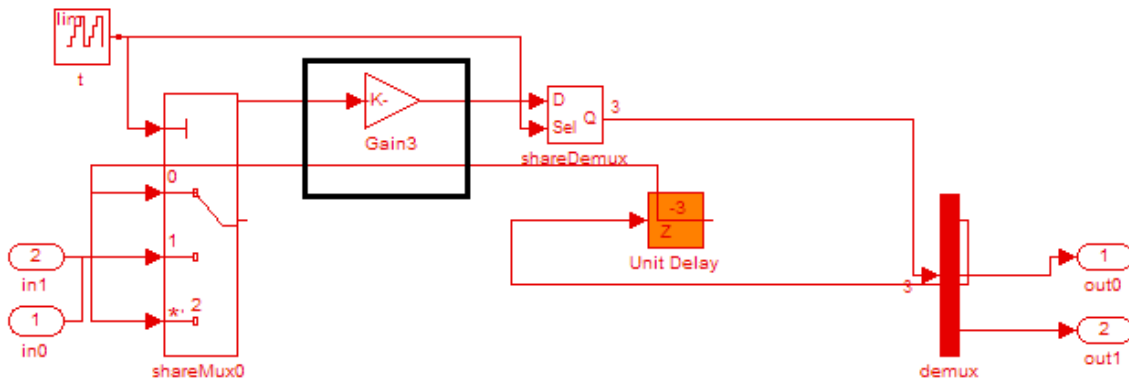 lim
t
K-
Gain3
D
Sel
Q
3
shareDemux
0
1
*, 2
shareMux0
2
in1
1
in0
-3
Z
Unit Delay
3
demux
1
out0
2
out1